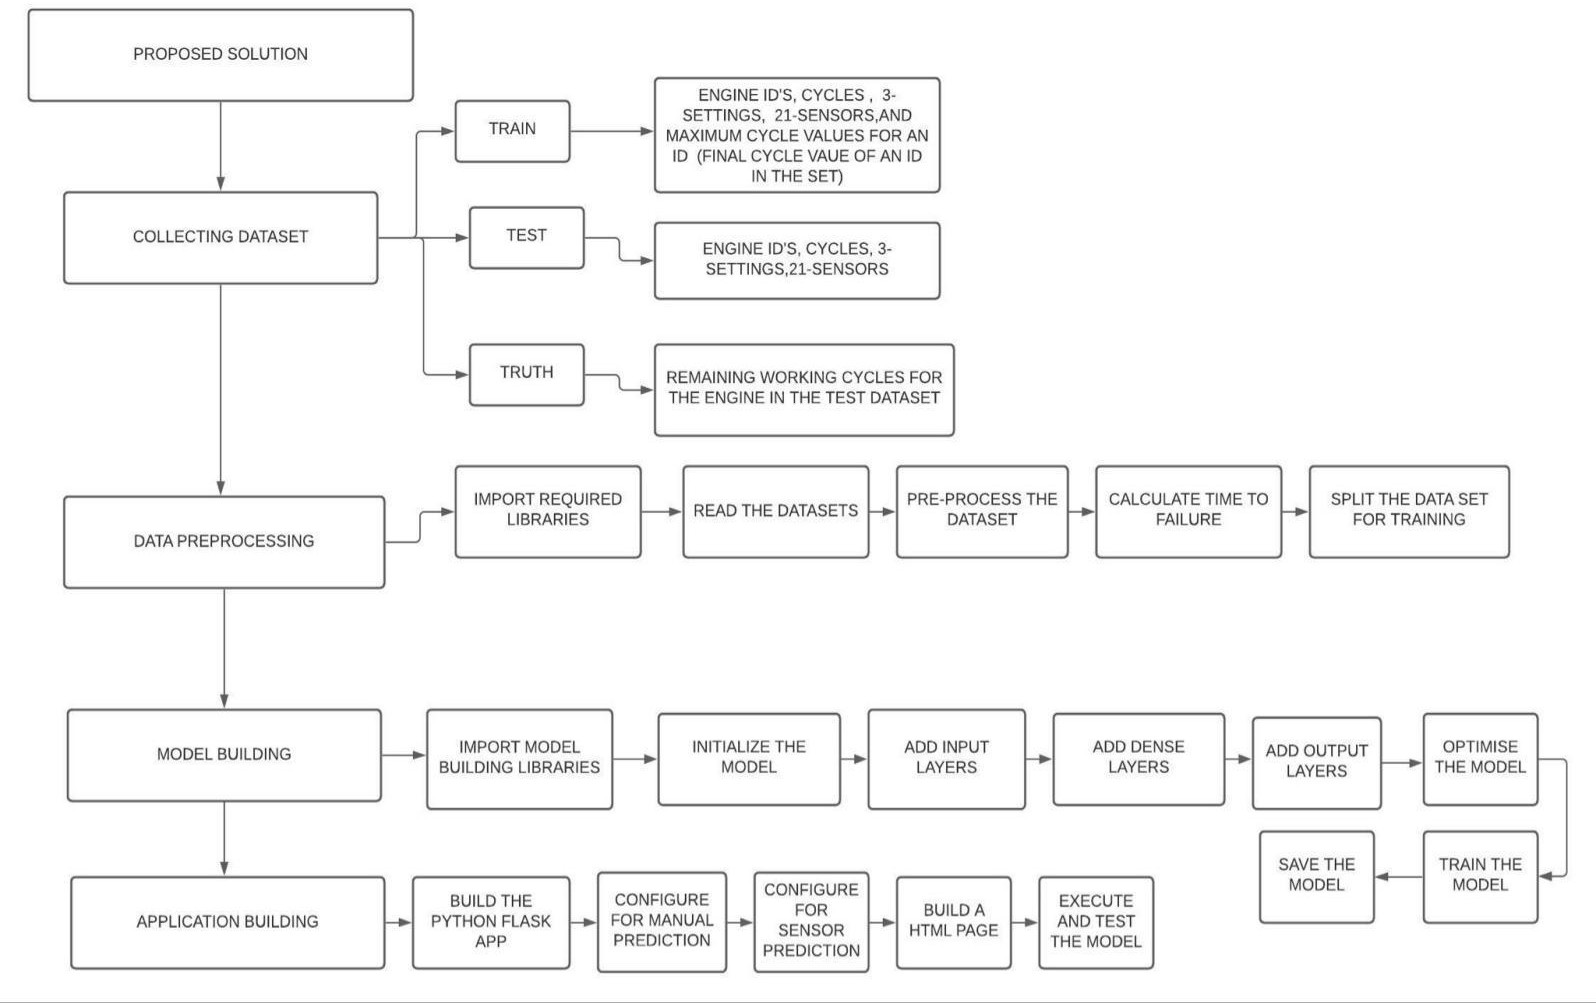 PROPOSED SOLUTION
TRAIN
ENGINE ID'S, CYCLES , 3-
SETTINGS, 21-SENSORS,AND
MAXIMUM CYCLE VALUES FOR AN
ID (FINAL CYCLE VAUE OF AN ID
IN THE SET)
COLLECTING DATASET
TEST
ENGINE ID'S, CYCLES, 3-
SETTINGS,21-SENSORS
TRUTH
REMAINING WORKING CYCLES FOR
THE ENGINE IN THE TEST DATASET
DATA PREPROCESSING
IMPORT REQUIRED
LIBRARIES
READ THE DATASETS
PRE-PROCESS THE
DATASET
CALCULATE TIME TO
FAILURE
SPLIT THE DATA SET
FOR TRAINING
MODEL BUILDING
IMPORT MODEL
BUILDING LIBRARIES
INITIALIZE THE
MODEL
ADD INPUT
LAYERS
ADD DENSE
LAYERS
ADD OUTPUT
LAYERS
OPTIMISE
THE MODEL
TRAIN THE
MODEL
SAVE THE
MODEL
APPLICATION BUILDING
BUILD THE
PYTHON FLASK
APP
CONFIGURE
FOR MANUAL
PREDICTION
CONFIGURE
FOR
SENSOR
PREDICTION
BUILD A
HTML PAGE
EXECUTE
AND TEST
THE MODEL